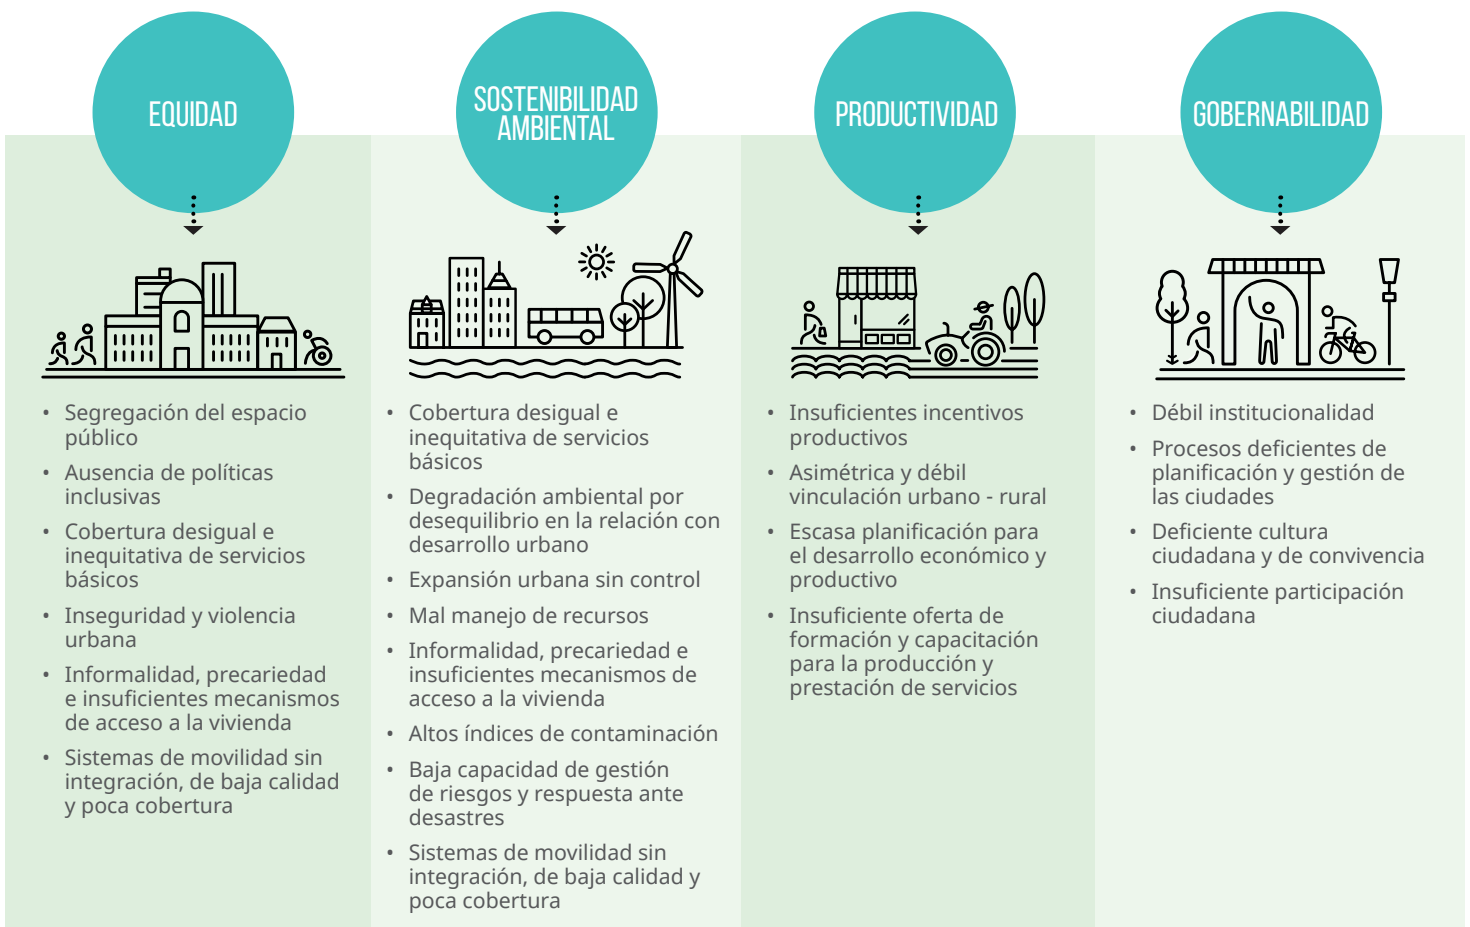 EQUIDAD
• Segregación del espacio
público
• Ausencia de políticas
inclusivas
• Cobertura desigual e
inequitativa de servicios
básicos
• Inseguridad y violencia
urbana
• Informalidad, precariedad
e insuficientes mecanismos
de acceso a la vivienda
• Sistemas de movilidad sin
integración, de baja calidad
y poca cobertura
SOSTENIBILIDAD
AMBIENTAL
• Cobertura desigual e
inequitativa de servicios
básicos
• Degradación ambiental por
desequilibrio en la relación con
desarrollo urbano
• Expansión urbana sin control
• Mal manejo de recursos
• Informalidad, precariedad e
insuficientes mecanismos de
acceso a la vivienda
• Altos índices de contaminación
• Baja capacidad de gestión
de riesgos y respuesta ante
desastres
• Sistemas de movilidad sin
integración, de baja calidad y
poca cobertura
PRODUCTIVIDAD
• Insuficientes incentivos
productivos
• Asimétrica y débil
vinculación urbano - rural
• Escasa planificación para
el desarrollo económico y
productivo
• Insuficiente oferta de
formación y capacitación
para la producción y
prestación de servicios
GOBERNABILIDAD
• Débil institucionalidad
• Procesos deficientes de
planificación y gestión de
las ciudades
• Deficiente cultura
ciudadana y de convivencia
• Insuficiente participación
ciudadana